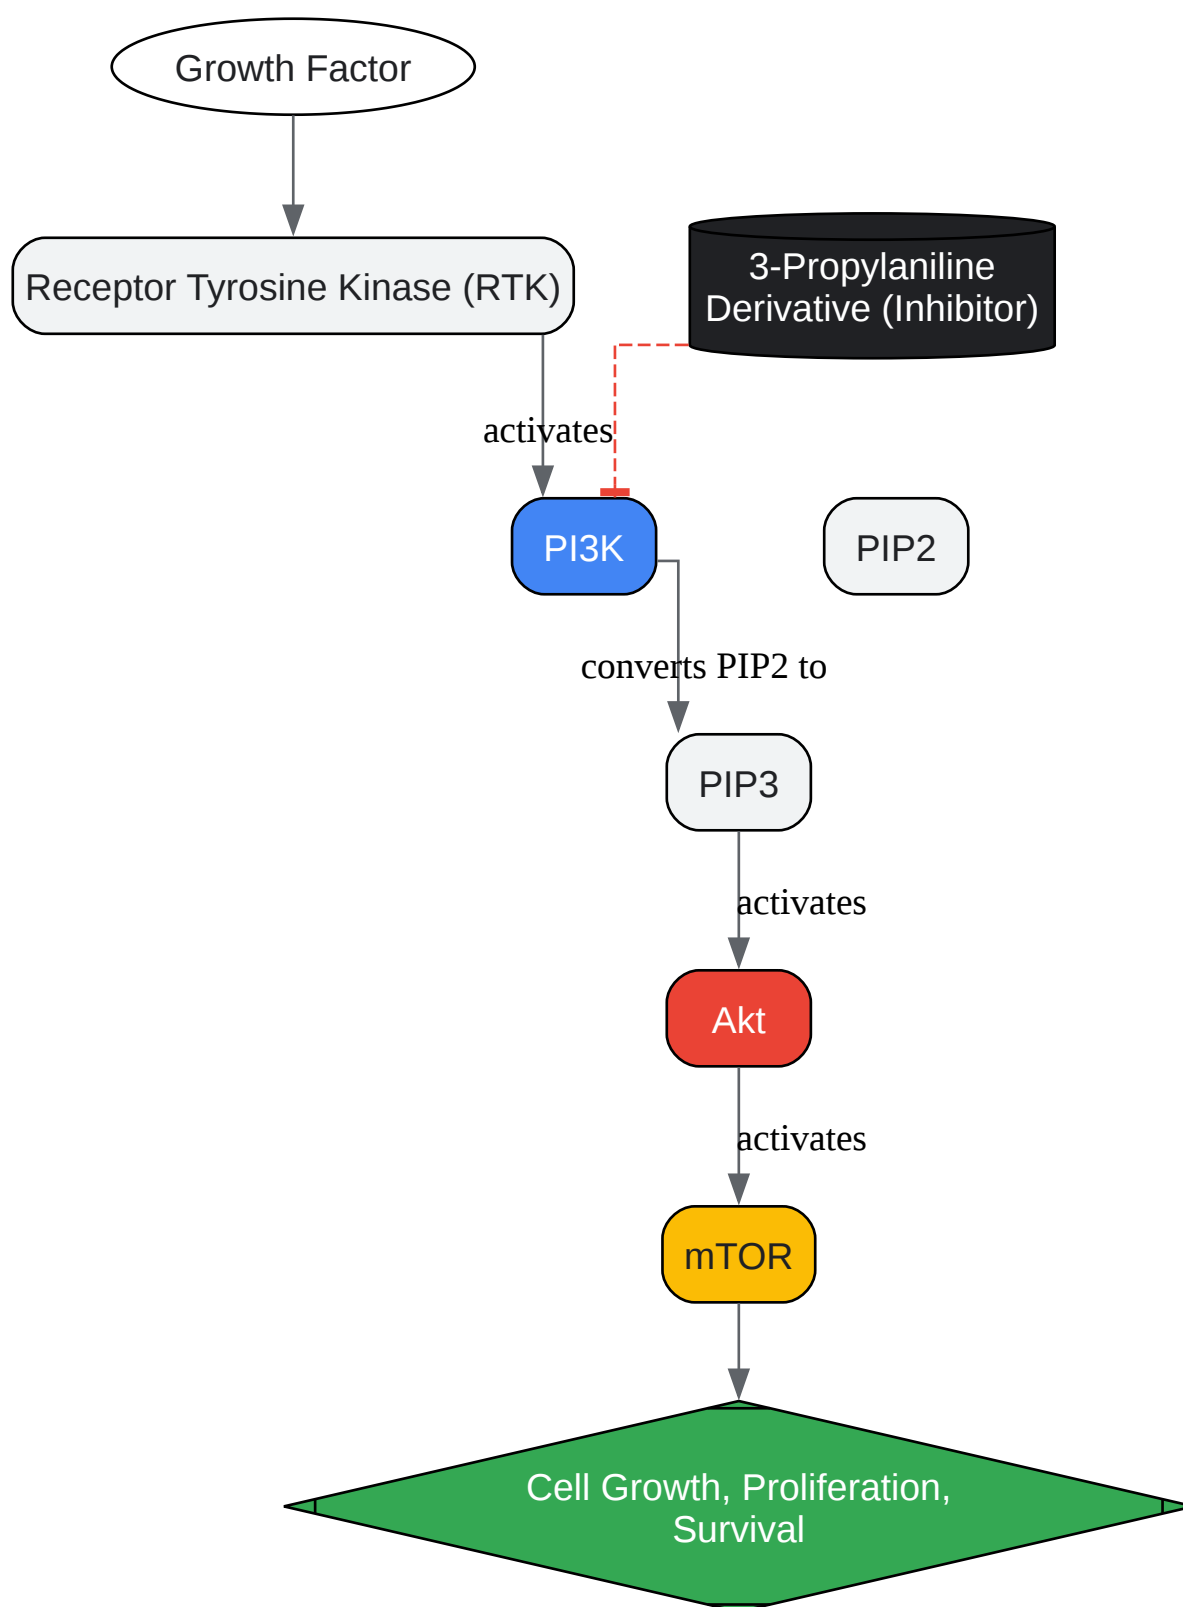 Growth Factor
Receptor Tyrosine Kinase (RTK)
3-Propylaniline
Derivative (Inhibitor)
activates
PI3K
PIP2
converts PIP2 to
PIP3
activates
Akt
activates
mTOR
Cell Growth, Proliferation,
Survival